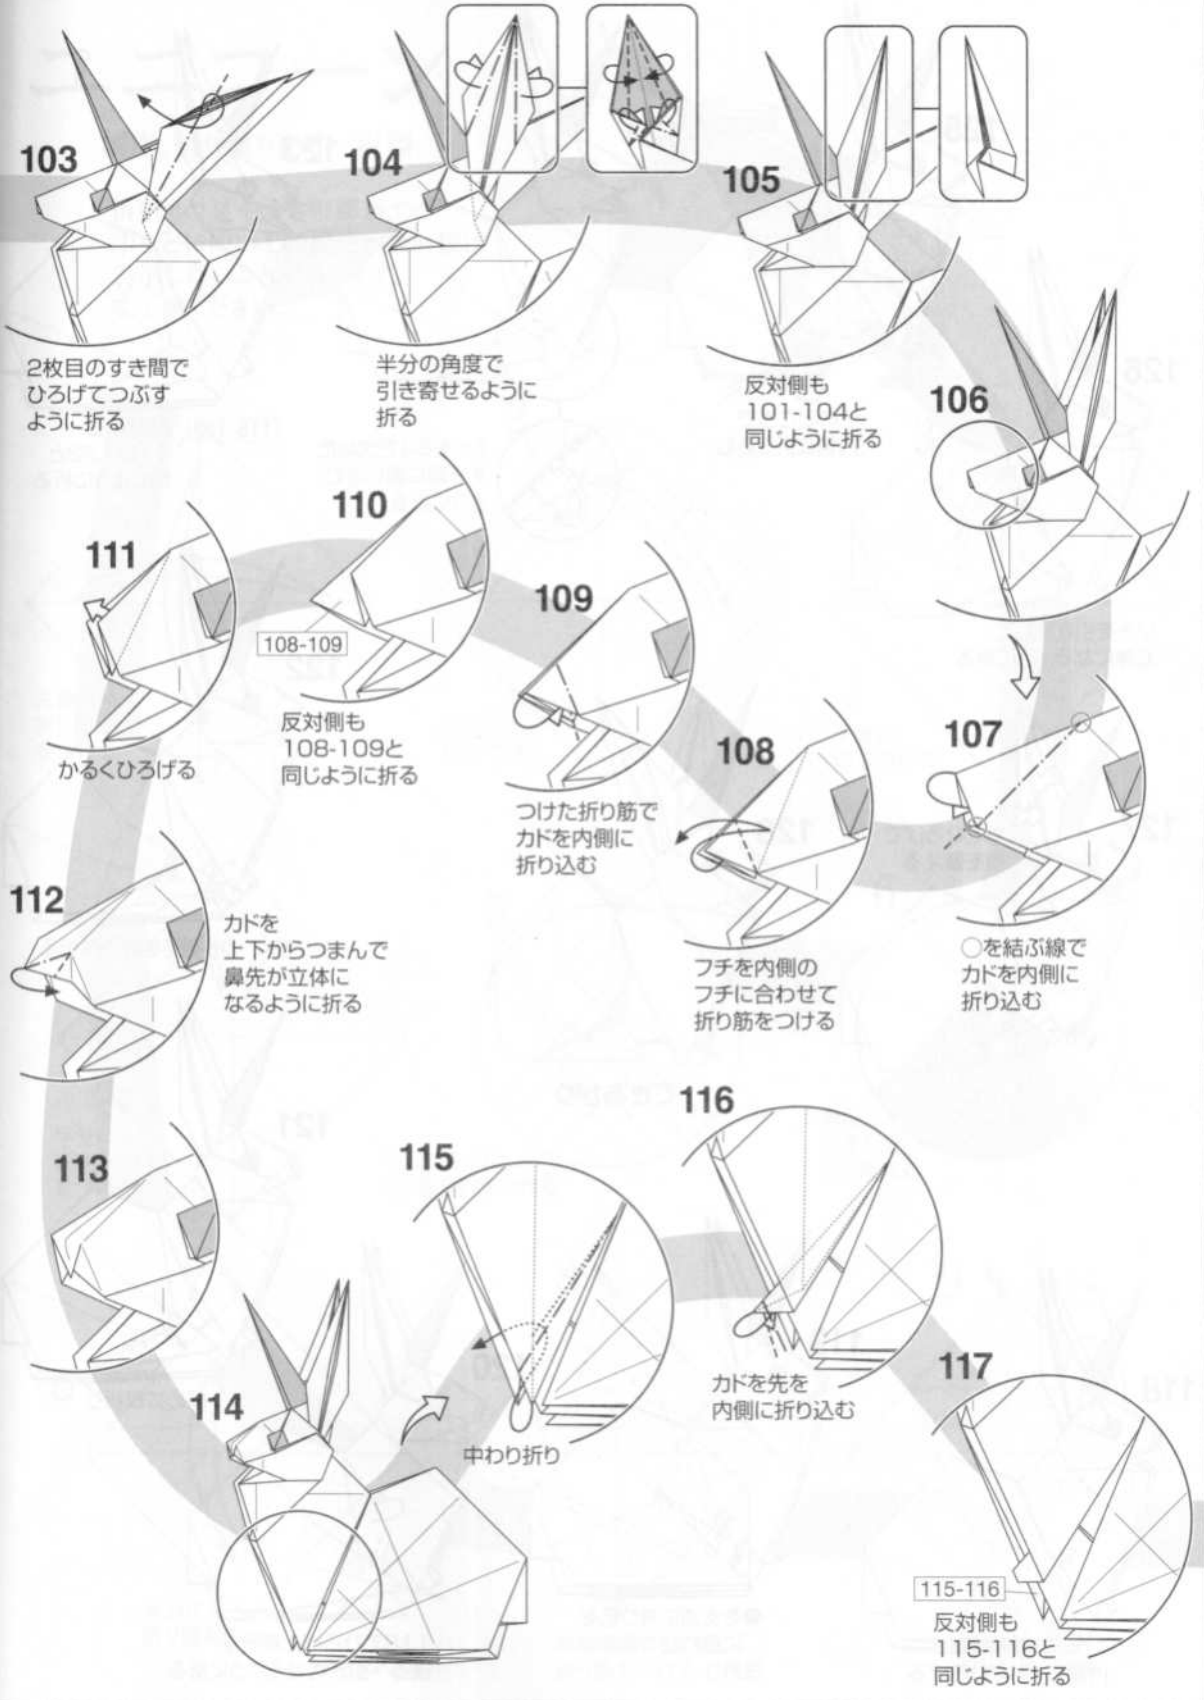 103
2枚目のすき間で
ひろげてつぶす
ように折る
104
半分の角度で
引き寄せるように
折る
105
反対側も
101-104と
同じように折る
106
107
○を結ぶ線で
カドを内側に
折り込む
108
フチを内側の
フチに合わせて
折り筋をつける
109
つけた折り筋で
カドを内側に
折り込む
110
108-109
反対側も
108-109と
同じように折る
111
かるくひろげる
112
カドを
上下からつまんで
鼻先が立体に
なるように折る
113
114
115
中わり折り
116
カドを先を
内側に折り込む
117
115-116
反対側も
115-116と
同じように折る